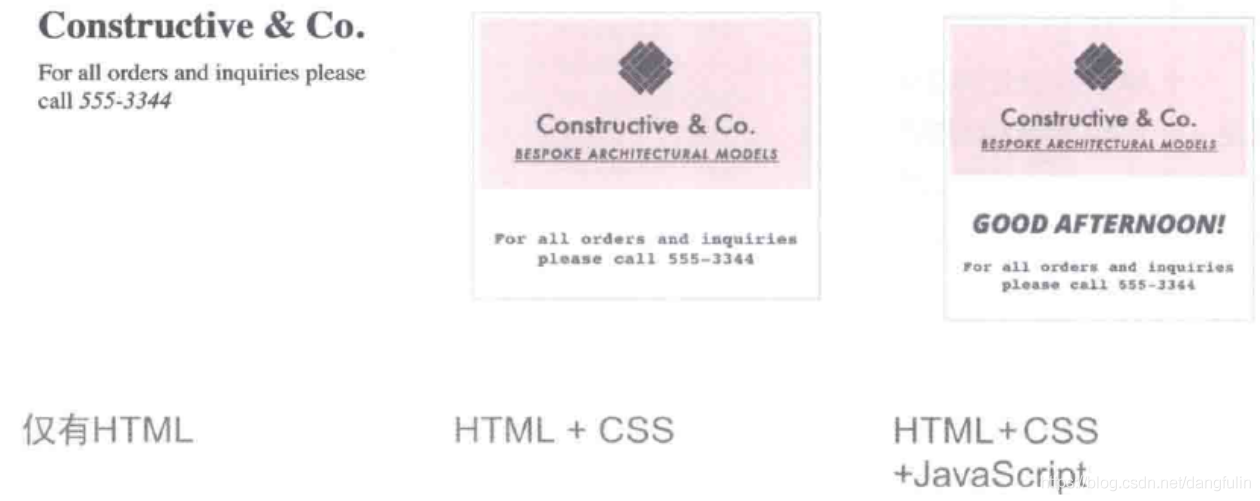 Constructive & Co.
For all orders and inquiries please
call 555-3344
仅有HTML
Constructive & Co.
BESPOKE ARCHITECTURAL MODELS
For all orders and inquiries
please call 555-3344
HTML + CSS
Constructive & Co.
BESPOKE ARCHITECTURAL MODELS
GOOD AFTERNOON!
For all orders and inquiries
please call 555-3344
HTML+CSS
+JavaScript
https://blog.csdn.net/dangfulin